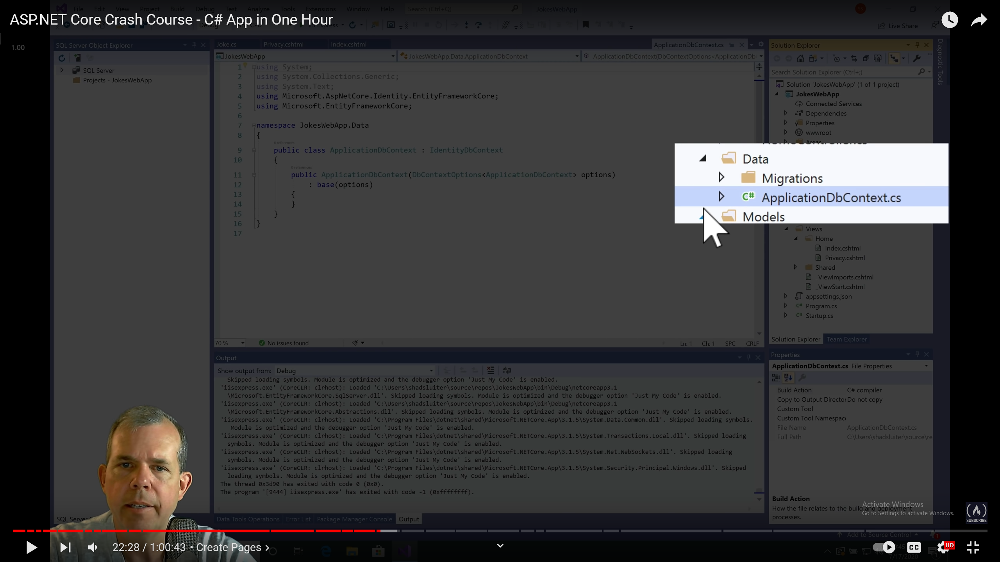 File Edit View Project Build Debug Test Analyze Tools Extensions Window Help Search (Ctrl+Q) JokesWebApp
ASP.NET Core Crash Course - C# App in One Hour
Live Share
1.00
SQL Server Object Explorer
SQL Server
Projects - JokesWebApp
Joke.cs Privacy.cshtml Index.cshtml ApplicationDbContext.cs
JokesWebApp JokesWebApp.Data.ApplicationDbContext ApplicationDbContext(DbContextOptions<ApplicationDb
1 using System;
2 using System.Collections.Generic;
3 using System.Text;
4 using Microsoft.AspNetCore.Identity.EntityFrameworkCore;
5 using Microsoft.EntityFrameworkCore;
6
7 namespace JokesWebApp.Data
8 {
6 references
9 public class ApplicationDbContext : IdentityDbContext
10 {
0 references
11 public ApplicationDbContext(DbContextOptions<ApplicationDbContext> options)
12 : base(options)
13 {
14 }
15 }
16 }
17
70 % No issues found Ln: 1 Ch: 1 SPC CRLF
Output
Show output from: Debug
Skipped loading symbols. Module is optimized and the debugger option 'Just My Code' is enabled.
'iisexpress.exe' (CoreCLR: clrhost): Loaded 'C:\Users\shadsluiter\source\repos\JokesWebApp\bin\Debug\netcoreapp3.1
\Microsoft.EntityFrameworkCore.SqlServer.dll'. Skipped loading symbols. Module is optimized and the debugger option 'Just My Code' is enabled.
'iisexpress.exe' (CoreCLR: clrhost): Loaded 'C:\Users\shadsluiter\source\repos\JokesWebApp\bin\Debug\netcoreapp3.1
\Microsoft.EntityFrameworkCore.Abstractions.dll'. Skipped loading symbols. Module is optimized and the debugger option 'Just My Code' is enabled.
'iisexpress.exe' (CoreCLR: clrhost): Loaded 'C:\Program Files\dotnet\shared\Microsoft.NETCore.App\3.1.5\System.Data.Common.dll'. Skipped loading symbols.
Module is optimized and the debugger option 'Just My Code' is enabled.
'iisexpress.exe' (CoreCLR: clrhost): Loaded 'C:\Program Files\dotnet\shared\Microsoft.NETCore.App\3.1.5\System.Transactions.Local.dll'. Skipped loading
symbols. Module is optimized and the debugger option 'Just My Code' is enabled.
'iisexpress.exe' (CoreCLR: clrhost): Loaded 'C:\Program Files\dotnet\shared\Microsoft.NETCore.App\3.1.5\System.Net.WebSockets.dll'. Skipped loading
symbols. Module is optimized and the debugger option 'Just My Code' is enabled.
'iisexpress.exe' (CoreCLR: clrhost): Loaded 'C:\Program Files\dotnet\shared\Microsoft.NETCore.App\3.1.5\System.Security.Principal.Windows.dll'. Skipped
loading symbols. Module is optimized and the debugger option 'Just My Code' is enabled.
The thread 0x3d90 has exited with code 0 (0x0).
The program '[9444] iisexpress.exe' has exited with code -1 (0xffffffff).
Data Tools Operations Error List Package Manager Console Output
Solution Explorer
Search Solution Explorer (Ctrl+;)
Solution 'JokesWebApp' (1 of 1 project)
JokesWebApp
Connected Services
Dependencies
Properties
wwwroot
Areas
Data
Migrations
C# ApplicationDbContext.cs
Models
Views
Home
Index.cshtml
Privacy.cshtml
Shared
_ViewImports.cshtml
_ViewStart.cshtml
appsettings.json
C# Program.cs
C# Startup.cs
Solution Explorer Team Explorer
Diagnostic Tools
Properties
ApplicationDbContext.cs File Properties
Build Action C# compiler
Copy to Output Director Do not copy
Custom Tool
Custom Tool Namespac
File Name ApplicationDbContext.cs
Full Path C:\Users\shadsluiter\source\re
Build Action
How the file relates to the build and deployment
processes.
Activate Windows
Go to Settings to activate Windows.
SUBSCRIBE
Add to Source Control
22:28 / 1:00:43 • Create Pages
CC HD
7/17/2020